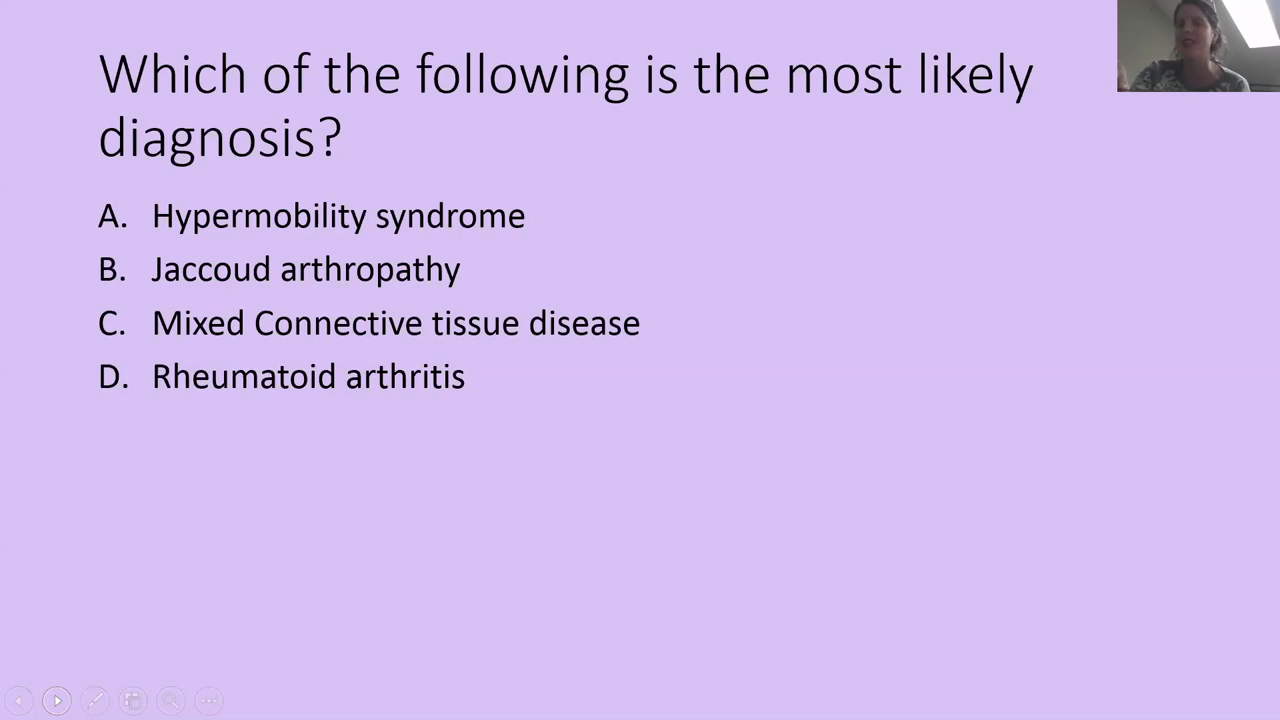 Which of the following is the most likely
diagnosis?
A. Hypermobility syndrome
B. Jaccoud arthropathy
C. Mixed Connective tissue disease
D. Rheumatoid arthritis